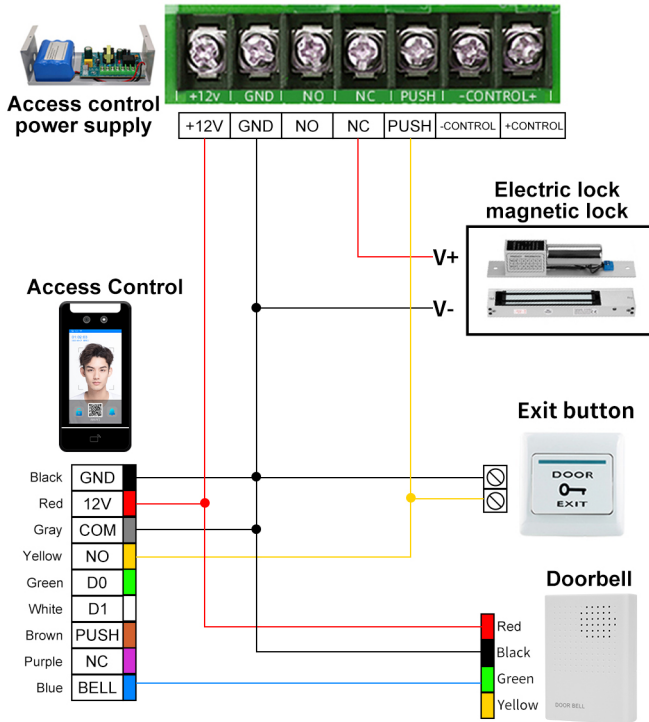 +12v GND NO NC PUSH -CONTROL+
Access control
power supply
+12V GND NO NC PUSH -CONTROL +CONTROL
Electric lock
magnetic lock
V+
V-
Access Control
Exit button
DOOR
EXIT
Black GND
Red 12V
Gray COM
Yellow NO
Green D0
White D1
Brown PUSH
Purple NC
Blue BELL
Doorbell
Red
Black
Green
Yellow
DOOR BELL